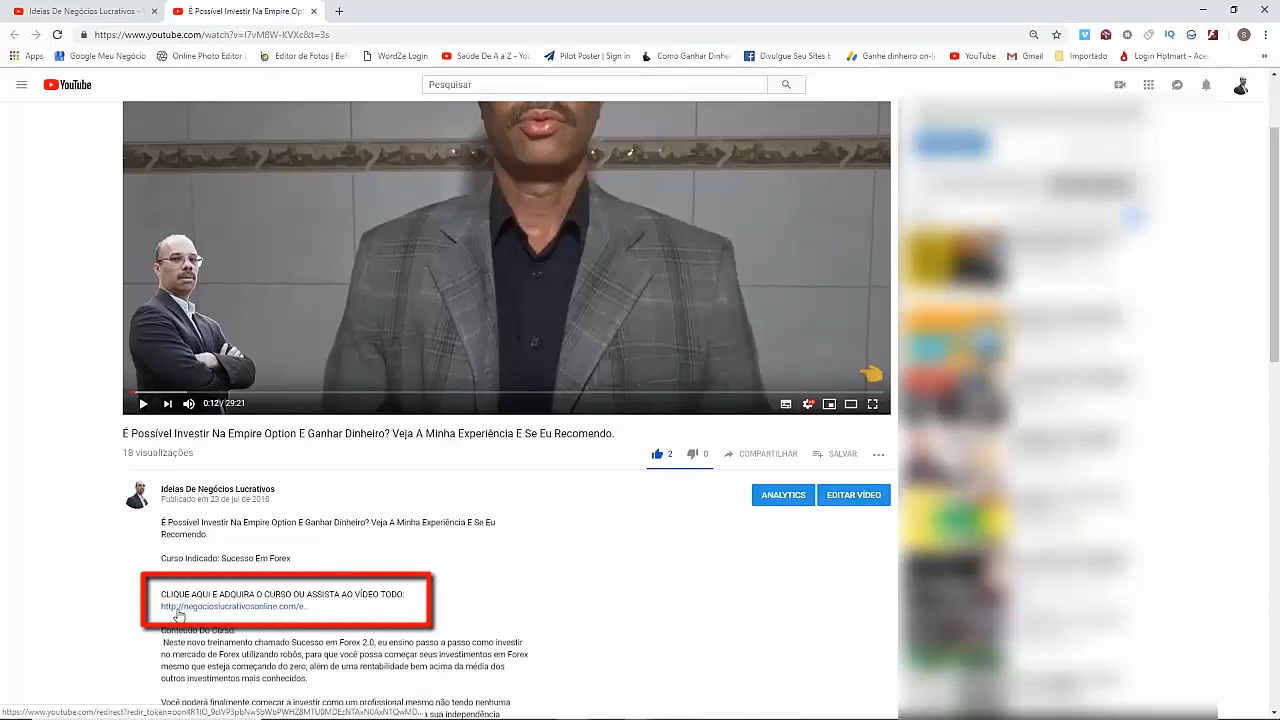 Ideias De Negócios Lucrativos -
É Possível Investir Na Empire Op
https://www.youtube.com/watch?v=I7vM8W-KVXc&t=3s
Apps
Google Meu Negócio
Online Photo Editor |
Editor de Fotos | Bef
WordZe Login
Saúde De A a Z - You
Pilot Poster | Sign in
Como Ganhar Dinhei
Divulgue Seu Sites E
Ganhe dinheiro on-li
YouTube
Gmail
Importado
Login Hotmart - Ace
YouTube
Pesquisar
0:12 / 29:21
É Possível Investir Na Empire Option E Ganhar Dinheiro? Veja A Minha Experiência E Se Eu Recomendo.
18 visualizações
2
0
COMPARTILHAR
SALVAR
Ideias De Negócios Lucrativos
Publicado em 23 de jul de 2018
ANALYTICS
EDITAR VÍDEO
É Possível Investir Na Empire Option E Ganhar Dinheiro? Veja A Minha Experiência E Se Eu
Recomendo.
Curso Indicado: Sucesso Em Forex
CLIQUE AQUI E ADQUIRA O CURSO OU ASSISTA AO VÍDEO TODO:
http://negocioslucrativosonline.com/e...
Conteúdo Do Curso:
Neste novo treinamento chamado Sucesso em Forex 2.0, eu ensino passo a passo como investir
no mercado de Forex utilizando robôs, para que você possa começar seus investimentos em Forex
mesmo que esteja começando do zero, além de uma rentabilidade bem acima da média dos
outros investimentos mais conhecidos.
Você poderá finalmente começar a investir como um profissional mesmo não tendo nenhuma
a sua independência